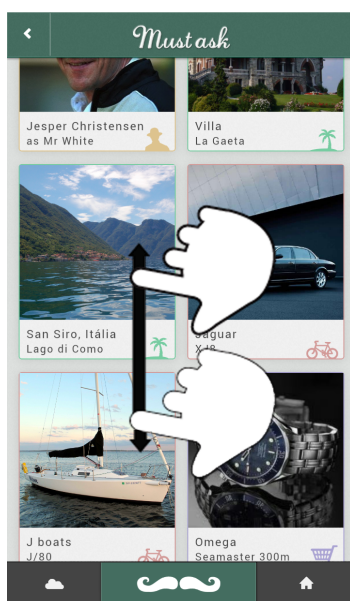 Must ask
Jesper Christensen
as Mr White
Villa
La Gaeta
San Siro, Itália
Lago di Como
Jaguar
XJ8
J boats
J/80
Omega
Seamaster 300m